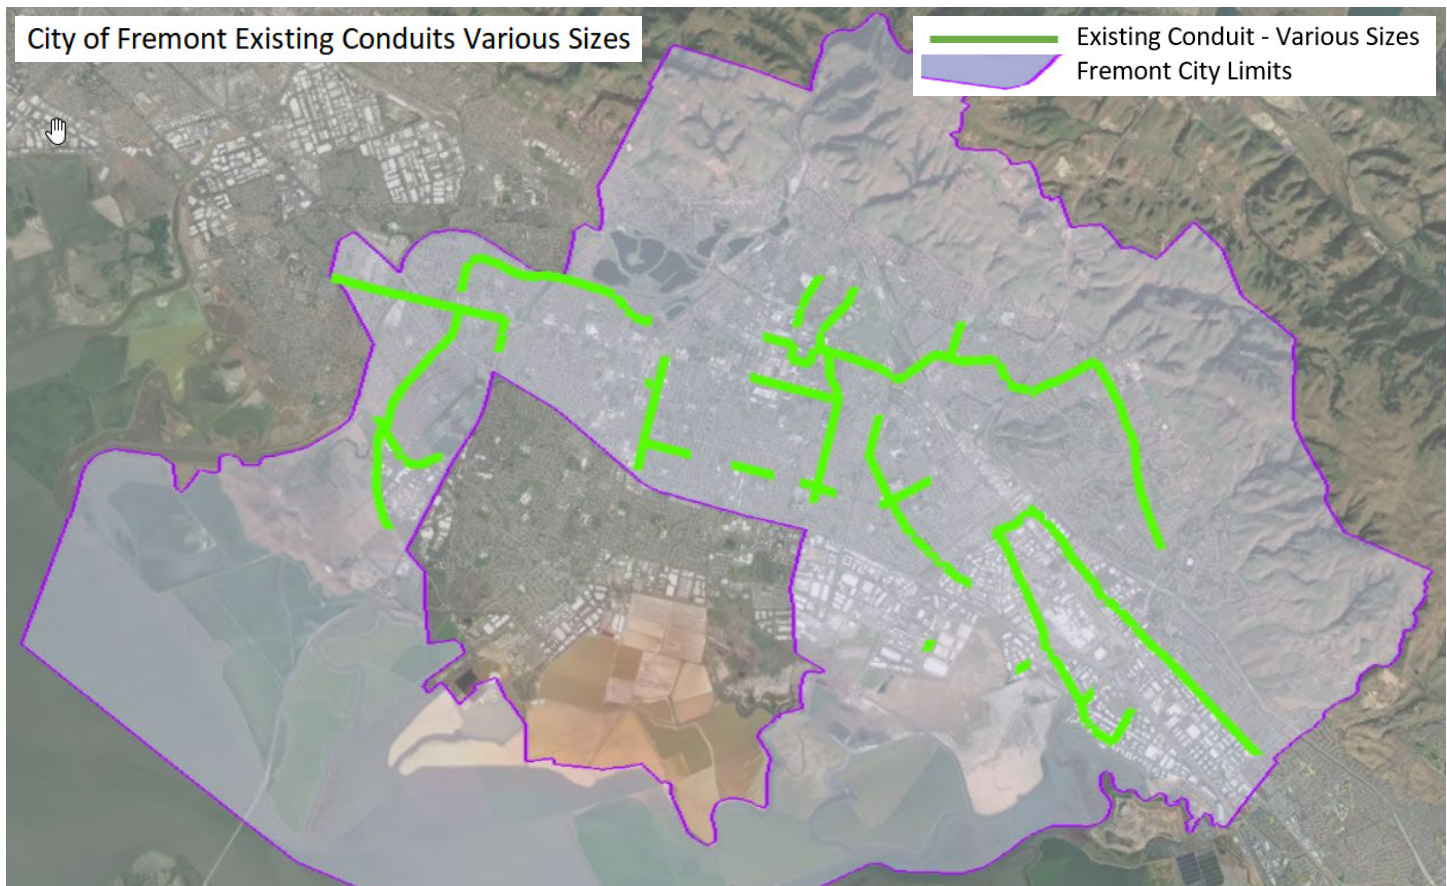 City of Fremont Existing Conduits Various Sizes
Existing Conduit - Various Sizes
Fremont City Limits